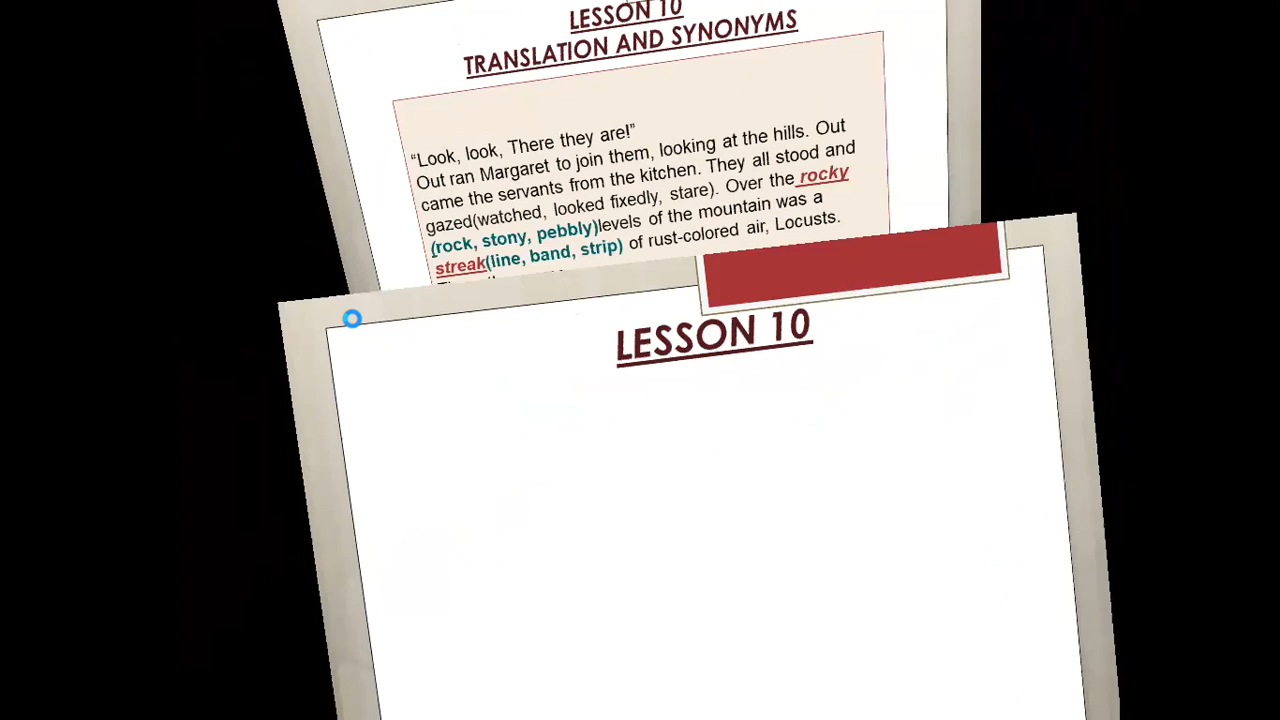 LESSON 10
TRANSLATION AND SYNONYMS
“Look, look, There they are!”
Out ran Margaret to join them, looking at the hills. Out
came the servants from the kitchen. They all stood and
gazed(watched, looked fixedly, stare). Over the rocky
(rock, stony, pebbly)levels of the mountain was a
streak(line, band, strip) of rust-colored air, Locusts.
LESSON 10